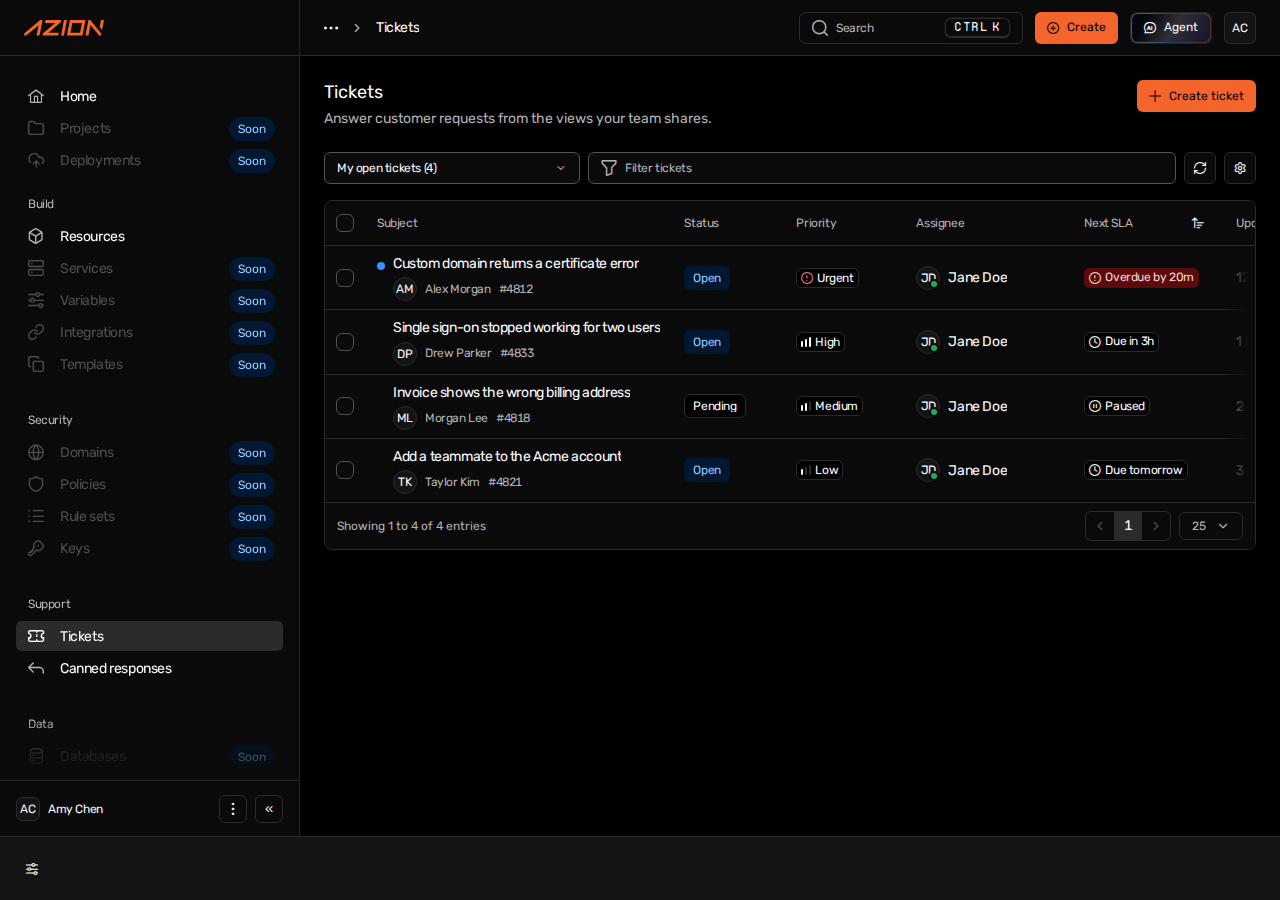 AZION
Tickets
Search
CTRL K
Create
Agent
AC
Home
Projects Soon
Deployments Soon
Build
Resources
Services Soon
Variables Soon
Integrations Soon
Templates Soon
Security
Domains Soon
Policies Soon
Rule sets Soon
Keys Soon
Support
Tickets
Canned responses
Data
Databases Soon
AC Amy Chen
Tickets
Answer customer requests from the views your team shares.
Create ticket
My open tickets (4)
Filter tickets
Subject Status Priority Assignee Next SLA
Custom domain returns a certificate error
AM Alex Morgan #4812
Open Urgent Jane Doe Overdue by 20m
Single sign-on stopped working for two users
DP Drew Parker #4833
Open High Jane Doe Due in 3h
Invoice shows the wrong billing address
ML Morgan Lee #4818
Pending Medium Jane Doe Paused
Add a teammate to the Acme account
TK Taylor Kim #4821
Open Low Jane Doe Due tomorrow
Showing 1 to 4 of 4 entries
1
25